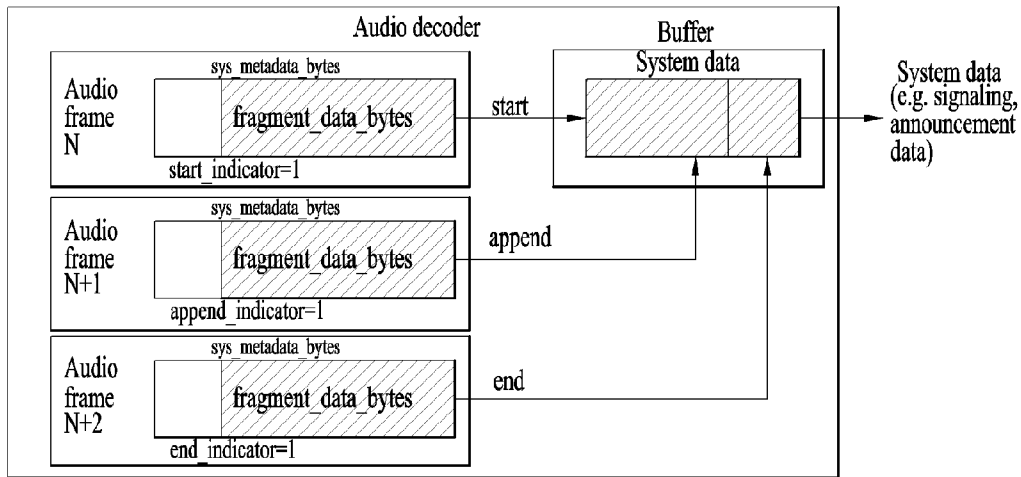 Audio decoder
Buffer
System data
sys_metadata_bytes
Audio
frame
N
fragment_data_bytes
start_indicator=1
start
System data
(e.g. signaling,
announcement
data)
sys_metadata_bytes
Audio
frame
N+1
fragment_data_bytes
append_indicator=1
append
sys_metadata_bytes
Audio
frame
N+2
fragment_data_bytes
end_indicator=1
end